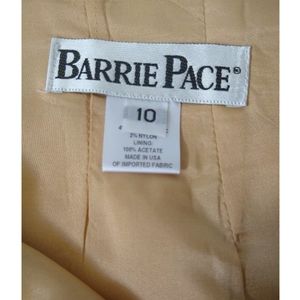 BARRIE PACE®
10
2% NYLON
LINING
100% ACETATE
MADE IN USA
OF IMPORTED FABRIC